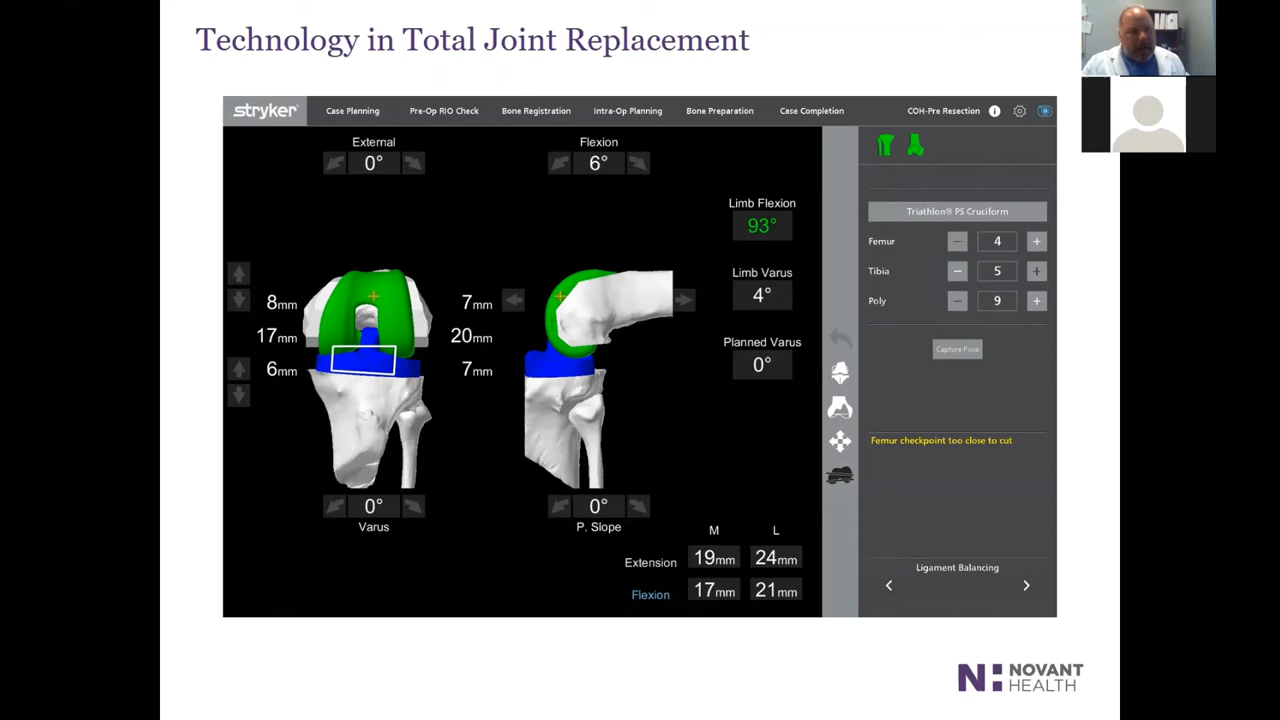 Technology in Total Joint Replacement
stryker
Case Planning
Pre-Op RIO Check
Bone Registration
Intra-Op Planning
Bone Preparation
Case Completion
COH-Pre Resection
External
0°
Flexion
6°
Limb Flexion
93°
Limb Varus
4°
Planned Varus
0°
8mm
7mm
17mm
20mm
6mm
7mm
0°
Varus
0°
P. Slope
M L
Extension 19mm 24mm
Flexion 17mm 21mm
Triathlon® PS Cruciform
Femur − 4 +
Tibia − 5 +
Poly − 9 +
Capture Pose
Femur checkpoint too close to cut
Ligament Balancing
NOVANT
HEALTH